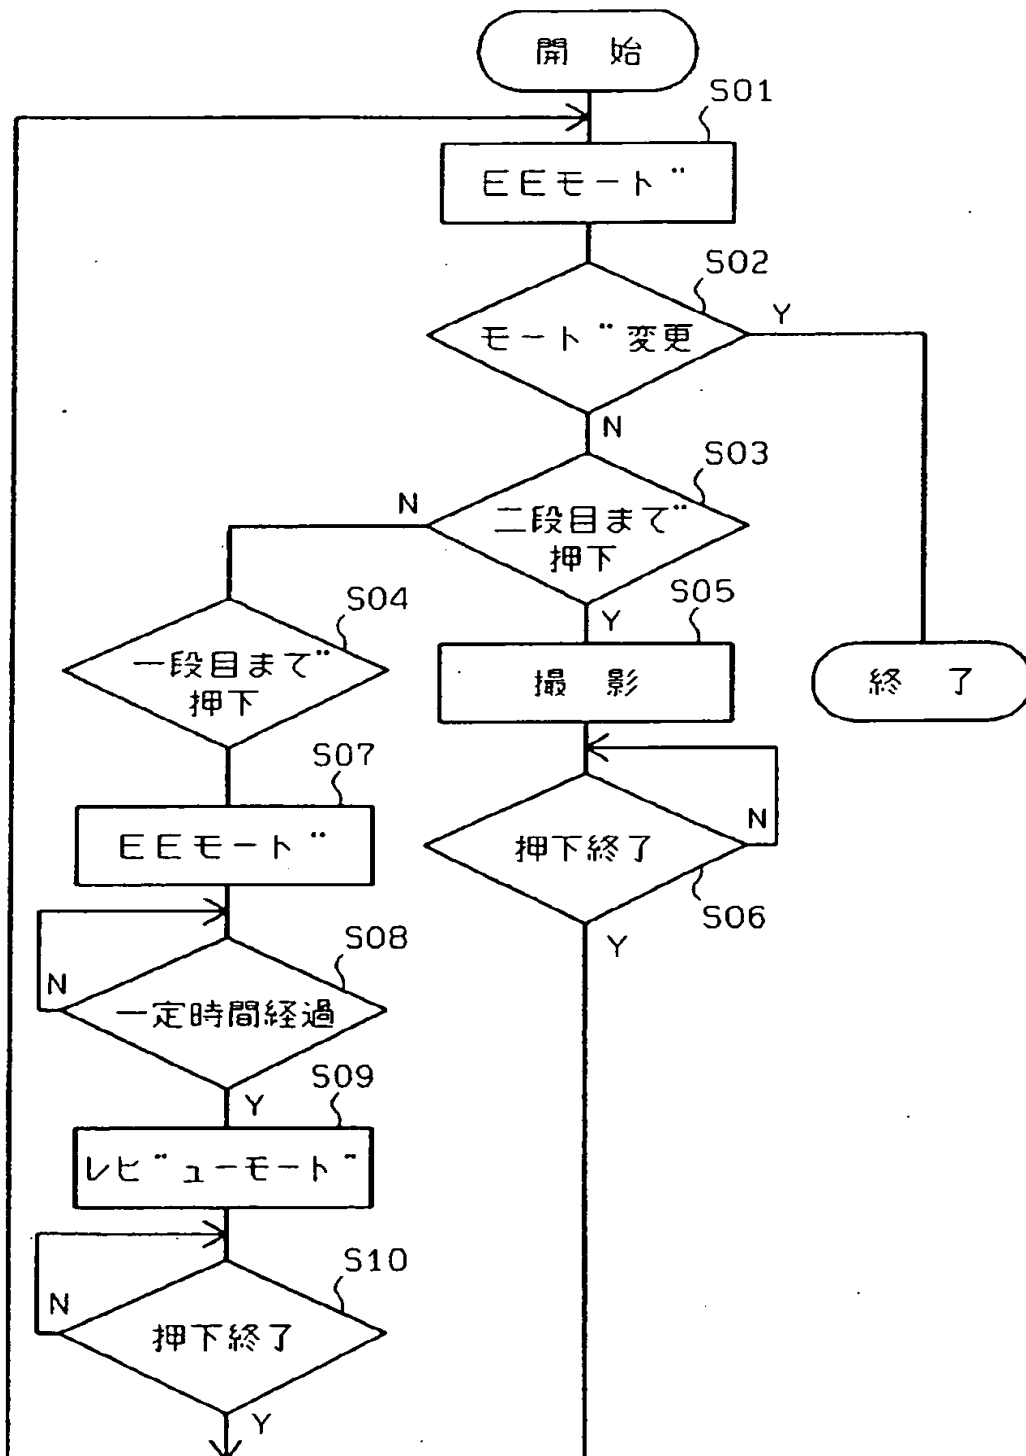 開 始
S01
EEモード
S02
モード変更
Y
N
S03
二段目まで
押下
N
Y
S04
一段目まで
押下
S05
撮 影
終 了
S07
EEモード
押下終了
N
S06
Y
S08
一定時間経過
N
Y
S09
レビューモード
S10
押下終了
N
Y